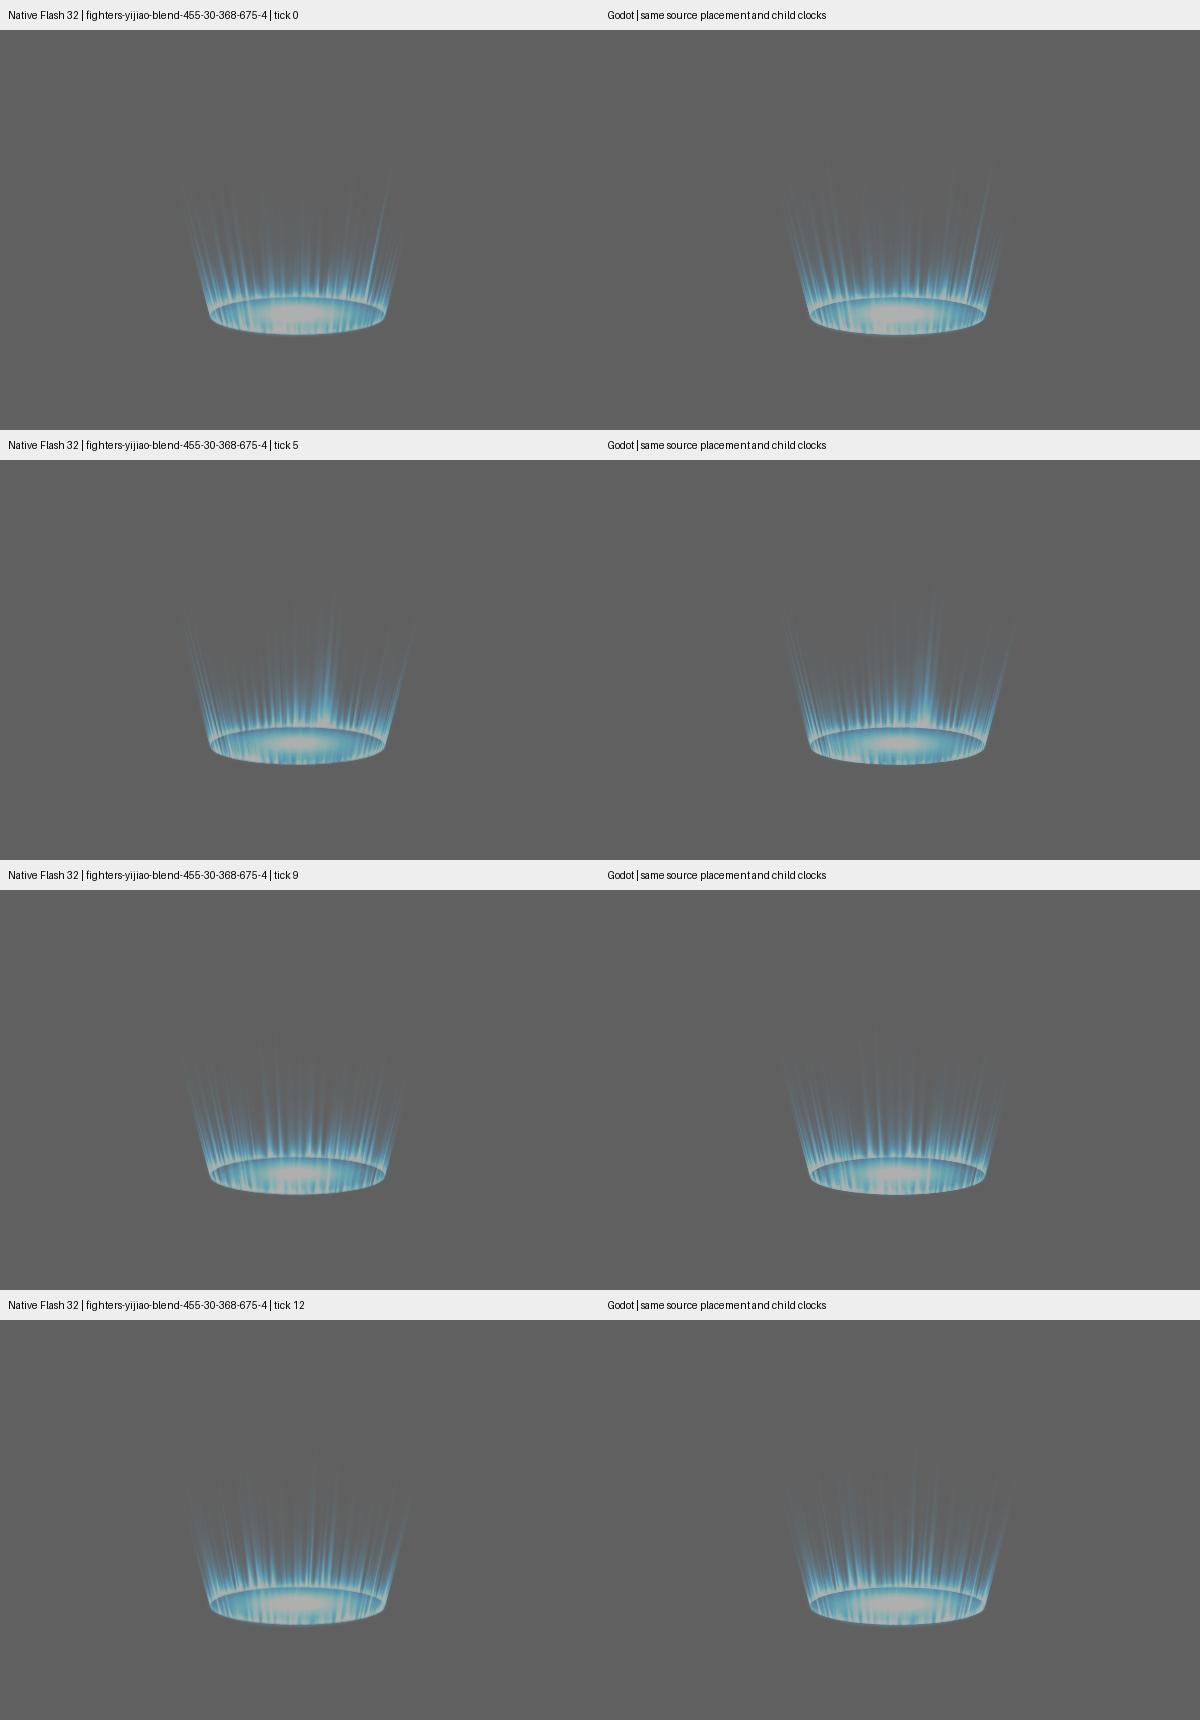 Native Flash 32 | fighters-yijiao-blend-455-30-368-675-4 | tick 0
Godot | same source placement and child clocks
Native Flash 32 | fighters-yijiao-blend-455-30-368-675-4 | tick 5
Godot | same source placement and child clocks
Native Flash 32 | fighters-yijiao-blend-455-30-368-675-4 | tick 9
Godot | same source placement and child clocks
Native Flash 32 | fighters-yijiao-blend-455-30-368-675-4 | tick 12
Godot | same source placement and child clocks